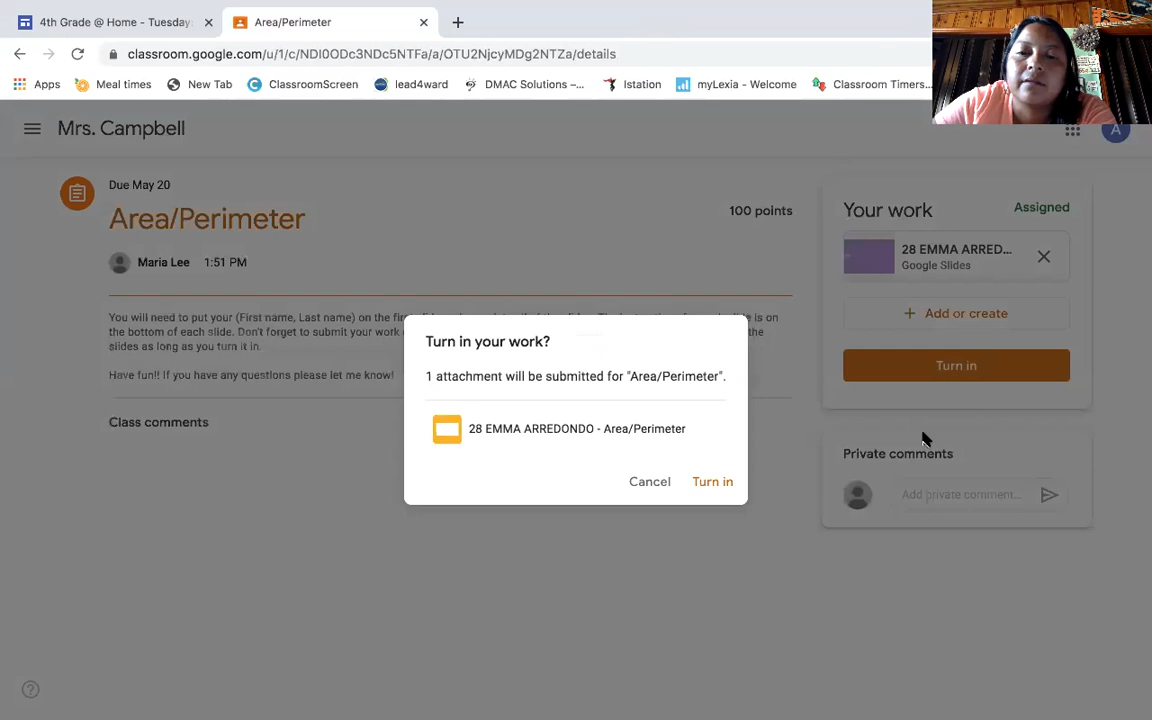 4th Grade @ Home - Tuesday
Area/Perimeter
classroom.google.com/u/1/c/NDI0ODc3NDc5NTFa/a/OTU2NjcyMDg2NTZa/details
Apps
Meal times
New Tab
ClassroomScreen
lead4ward
DMAC Solutions –...
Istation
myLexia - Welcome
Classroom Timers...
Mrs. Campbell
A
Due May 20
Area/Perimeter
100 points
Maria Lee 1:51 PM
You will need to put your (First name, Last name) on the
on
the bottom of each slide. Don't forget to submit your work
the
slides as long as you turn it in.
Have fun!! If you have any questions please let me know!
Class comments
Your work
Assigned
28 EMMA ARRED...
Google Slides
+ Add or create
Turn in
Private comments
Add private comment...
Turn in your work?
1 attachment will be submitted for "Area/Perimeter".
28 EMMA ARREDONDO - Area/Perimeter
Cancel
Turn in